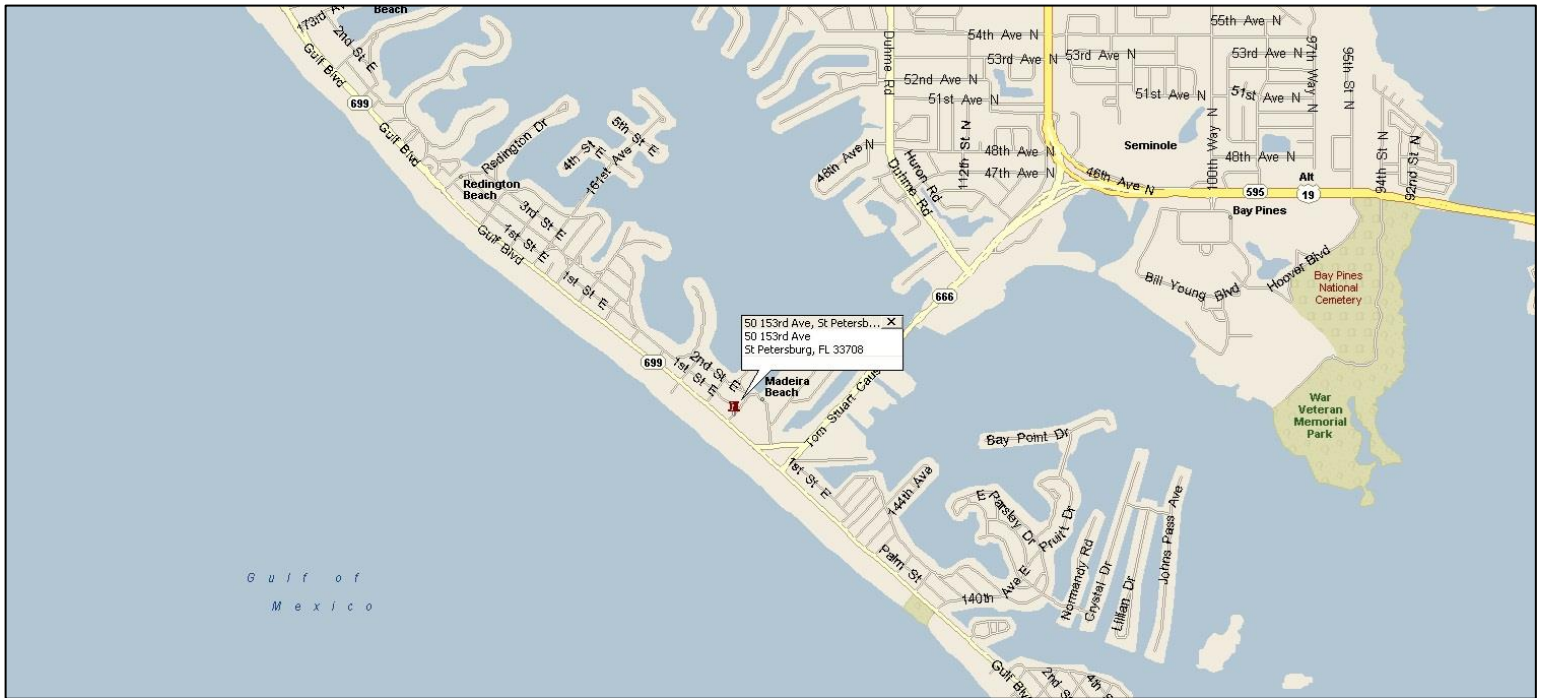 173rd Av
Beach
2nd St E
Gulf Blvd
699
Gulf Blvd
Redington Dr
4th St E
5th St E
161st Ave
Redington
Beach
3rd St E
1st St E
Gulf Blvd
1st St E
Duhme Rd
54th Ave N
55th Ave N
53rd Ave N
53rd Ave N
53rd Ave N
52nd Ave N
51st Ave N
51st Ave N
51st Ave N
97th Way N
95th St N
48th Ave N
Duhme Rd
Huron Rd
112th St N
48th Ave N
47th Ave N
Seminole
100th Way N
48th Ave N
94th St N
92nd St N
46th Ave N
595
Alt
19
Bay Pines
Bill Young Blvd
Hoover Blvd
Bay Pines
National
Cemetery
666
50 153rd Ave, St Petersb...
50 153rd Ave
St Petersburg, FL 33708
699
1st St E
2nd St E
Madeira
Beach
Tom Stuart Caus
War
Veteran
Memorial
Park
1st St E
144th Ave
Bay Point Dr
E Parsley Dr
Pruitt Dr
Normandy Rd
Crystal Dr
Lillian Dr
Johns Pass Ave
Palm St
140th Ave E
Gulf of
Mexico
Gulf Blv
2nd St
4th S